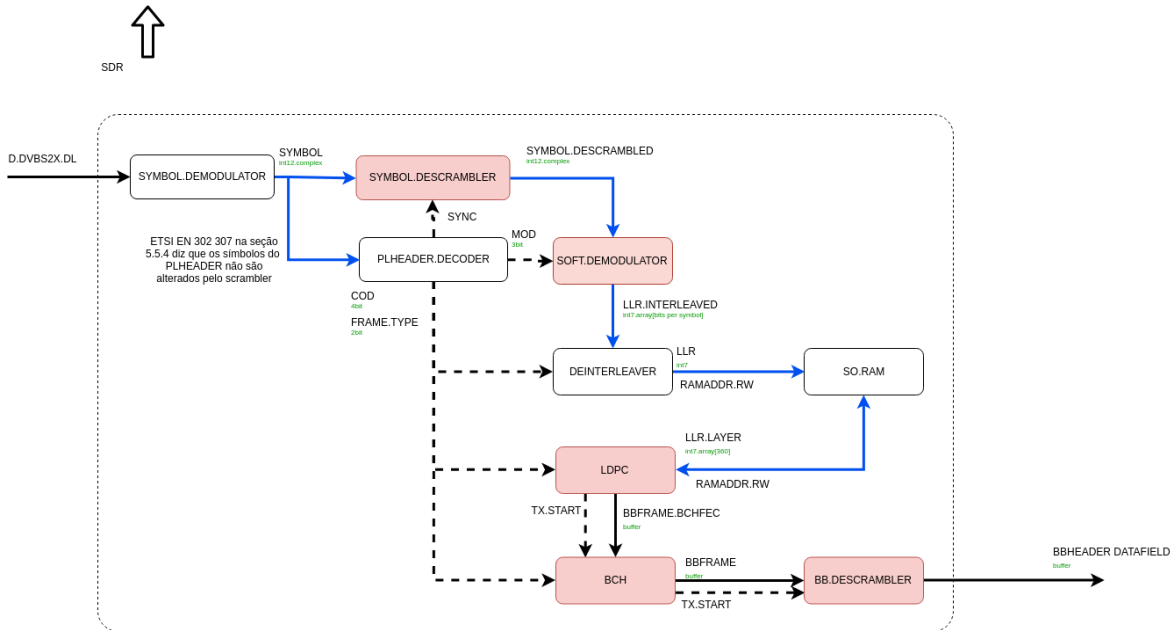 SDR
D.DVBS2X.DL
SYMBOL.DEMODULATOR
SYMBOL
int12.complex
SYMBOL.DESCRAMBLER
SYMBOL.DESCRAMBLED
int12.complex
SYNC
ETSI EN 302 307 na seção
5.5.4 diz que os símbolos do
PLHEADER não são
alterados pelo scrambler
PLHEADER.DECODER
MOD
3bit
SOFT.DEMODULATOR
COD
4bit
FRAME.TYPE
2bit
LLR.INTERLEAVED
int7.array[bits per symbol]
DEINTERLEAVER
LLR
int7
RAMADDR.RW
SO.RAM
LDPC
LLR.LAYER
int7.array[360]
RAMADDR.RW
TX.START
BBFRAME.BCHFEC
buffer
BCH
BBFRAME
buffer
TX.START
BB.DESCRAMBLER
BBHEADER DATAFIELD
buffer